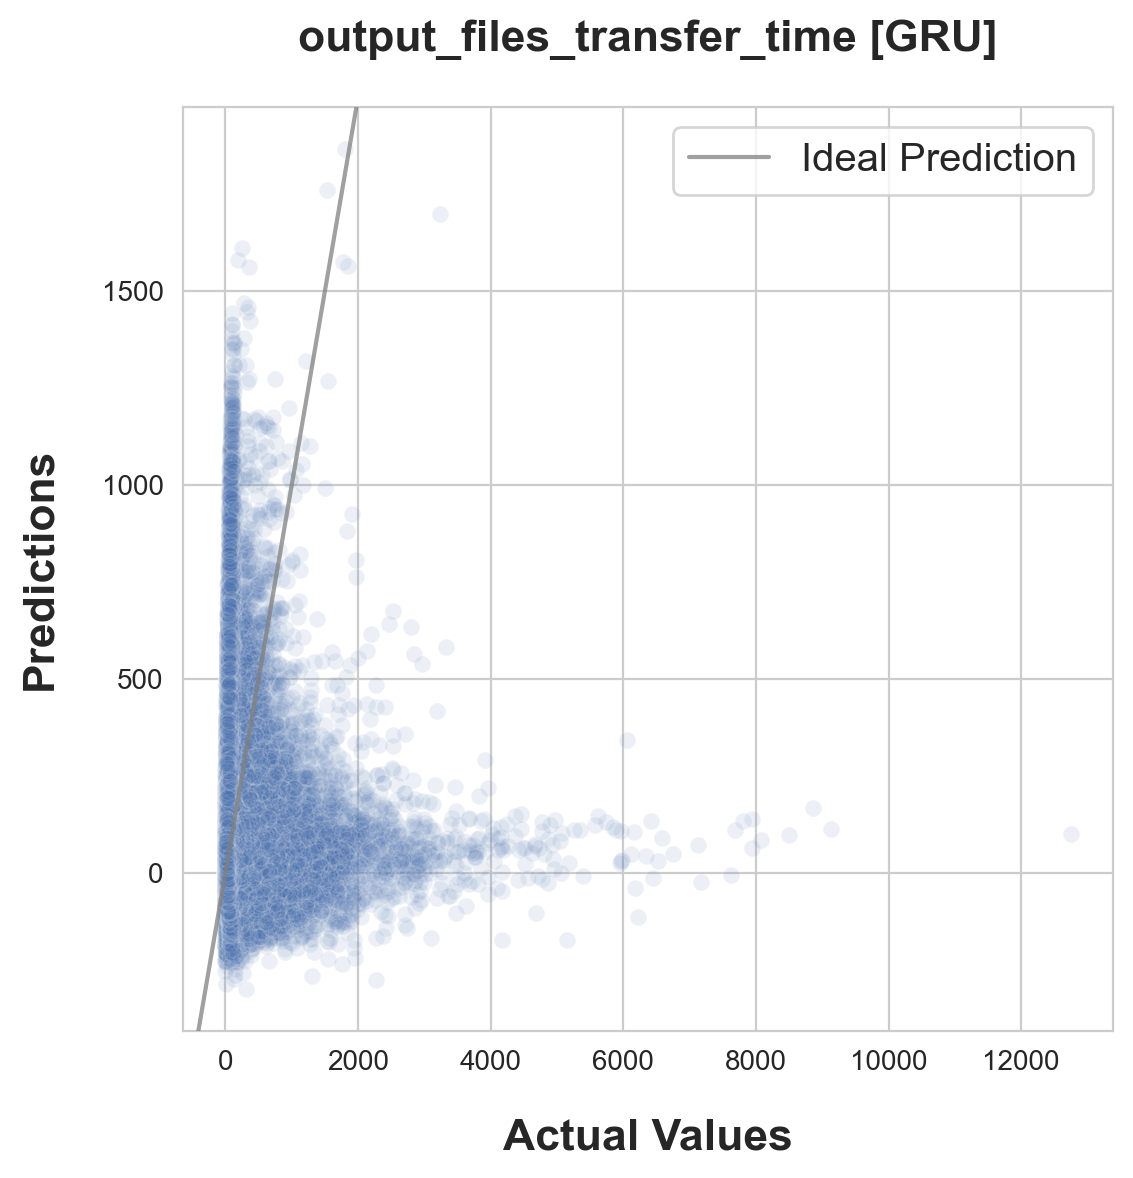 output_files_transfer_time [GRU]
Ideal Prediction
Predictions
1500
1000
500
0
0 2000 4000 6000 8000 10000 12000
Actual Values